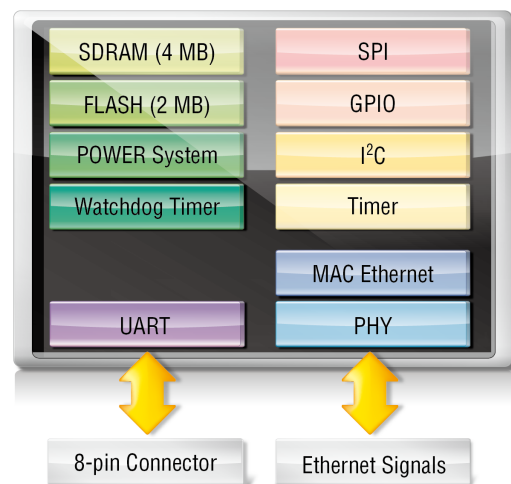 SDRAM (4 MB)
FLASH (2 MB)
POWER System
Watchdog Timer
UART
SPI
GPIO
I²C
Timer
MAC Ethernet
PHY
8-pin Connector
Ethernet Signals